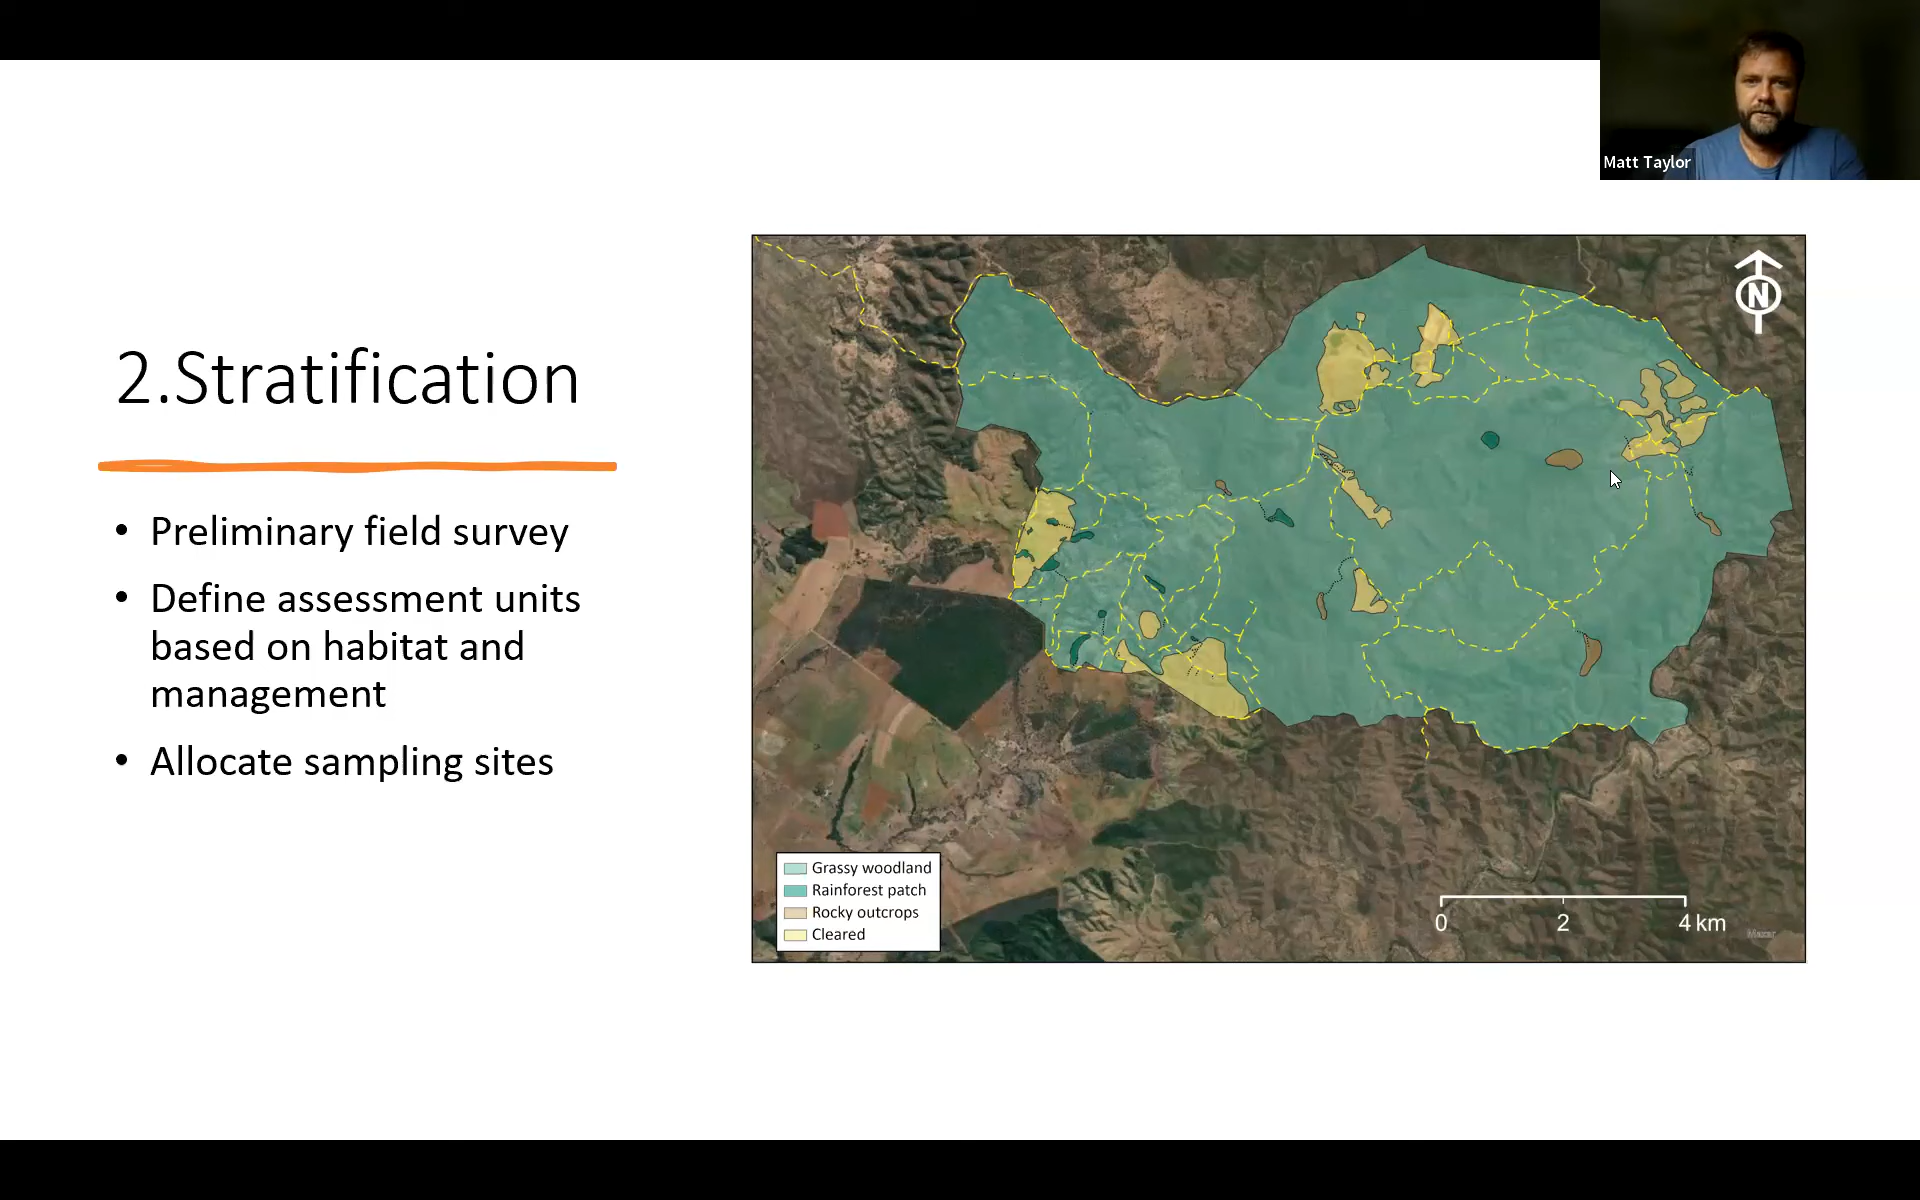 Matt Taylor
2.Stratification
• Preliminary field survey
• Define assessment units
based on habitat and
management
• Allocate sampling sites
N
Grassy woodland
Rainforest patch
Rocky outcrops
Cleared
0 2 4 km
Maxar